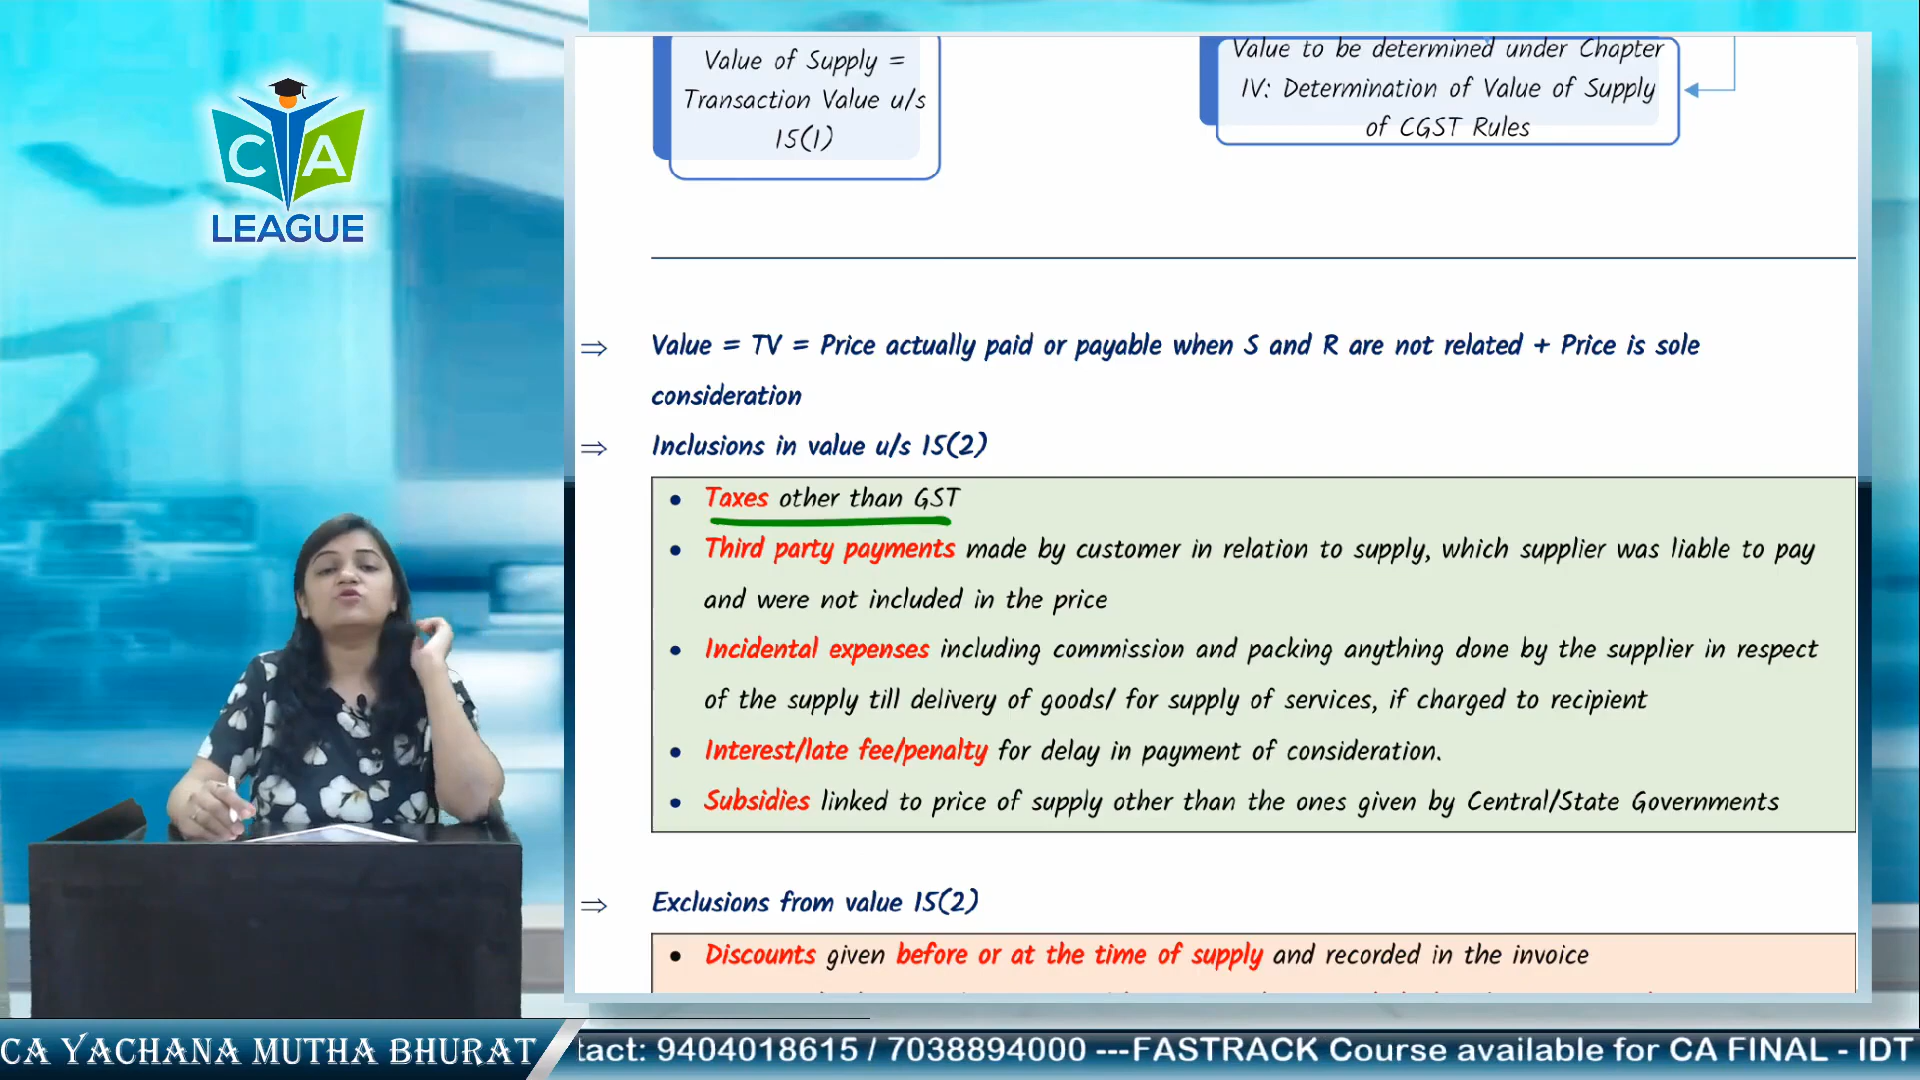 C A
LEAGUE
Value of Supply =
Transaction Value u/s
15(1)
Value to be determined under Chapter
IV: Determination of Value of Supply
of CGST Rules
⇒ Value = TV = Price actually paid or payable when S and R are not related + Price is sole
consideration
⇒ Inclusions in value u/s 15(2)
• Taxes other than GST
• Third party payments made by customer in relation to supply, which supplier was liable to pay
and were not included in the price
• Incidental expenses including commission and packing anything done by the supplier in respect
of the supply till delivery of goods/ for supply of services, if charged to recipient
• Interest/late fee/penalty for delay in payment of consideration.
• Subsidies linked to price of supply other than the ones given by Central/State Governments
⇒ Exclusions from value 15(2)
• Discounts given before or at the time of supply and recorded in the invoice
CA YACHANA MUTHA BHURAT
tact: 9404018615 / 7038894000 ---FASTRACK Course available for CA FINAL - IDT